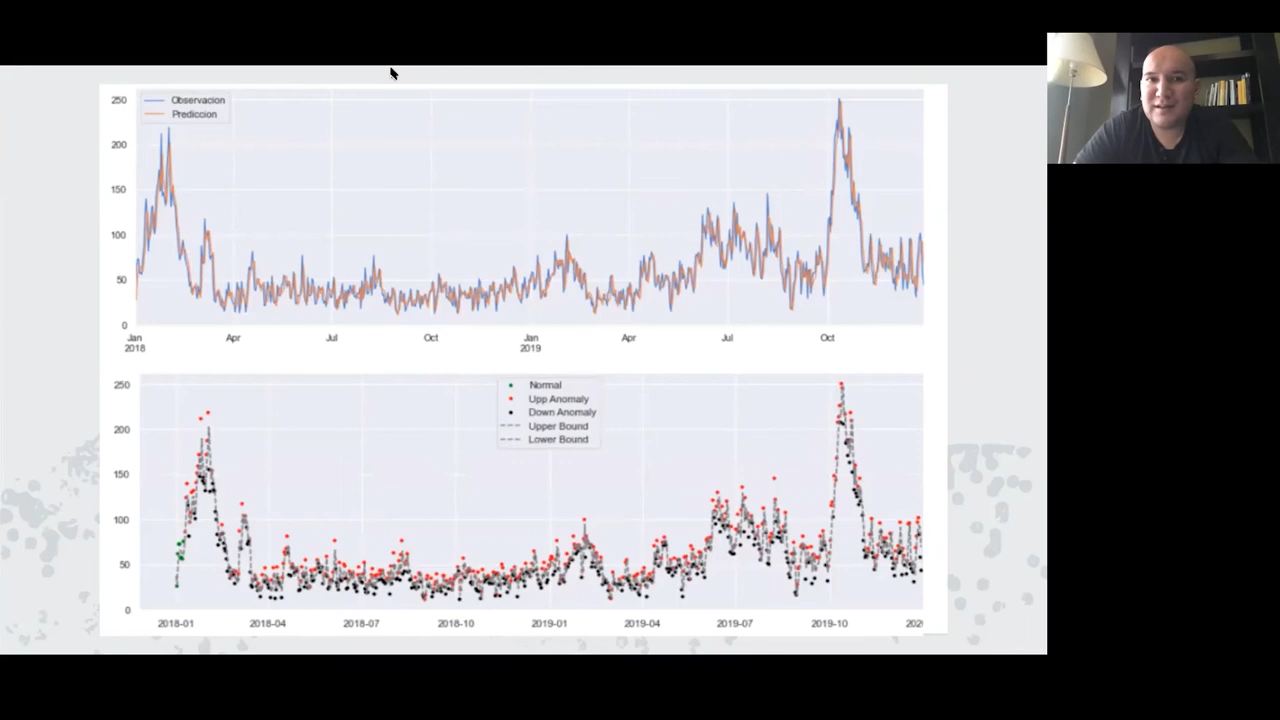 250
Observacion
Prediccion
200
150
100
50
0
Jan
2018
Apr
Jul
Oct
Jan
2019
Apr
Jul
Oct
250
Normal
Upp Anomaly
Down Anomaly
200
Upper Bound
Lower Bound
150
100
50
0
2018-01
2018-04
2018-07
2018-10
2019-01
2019-04
2019-07
2019-10
202